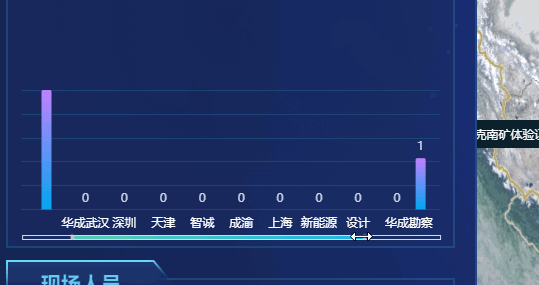 1
0 0 0 0 0 0 0 0 0
华成武汉 深圳 天津 智诚 成渝 上海 新能源 设计 华成勘察
现场人员
克南矿体验证